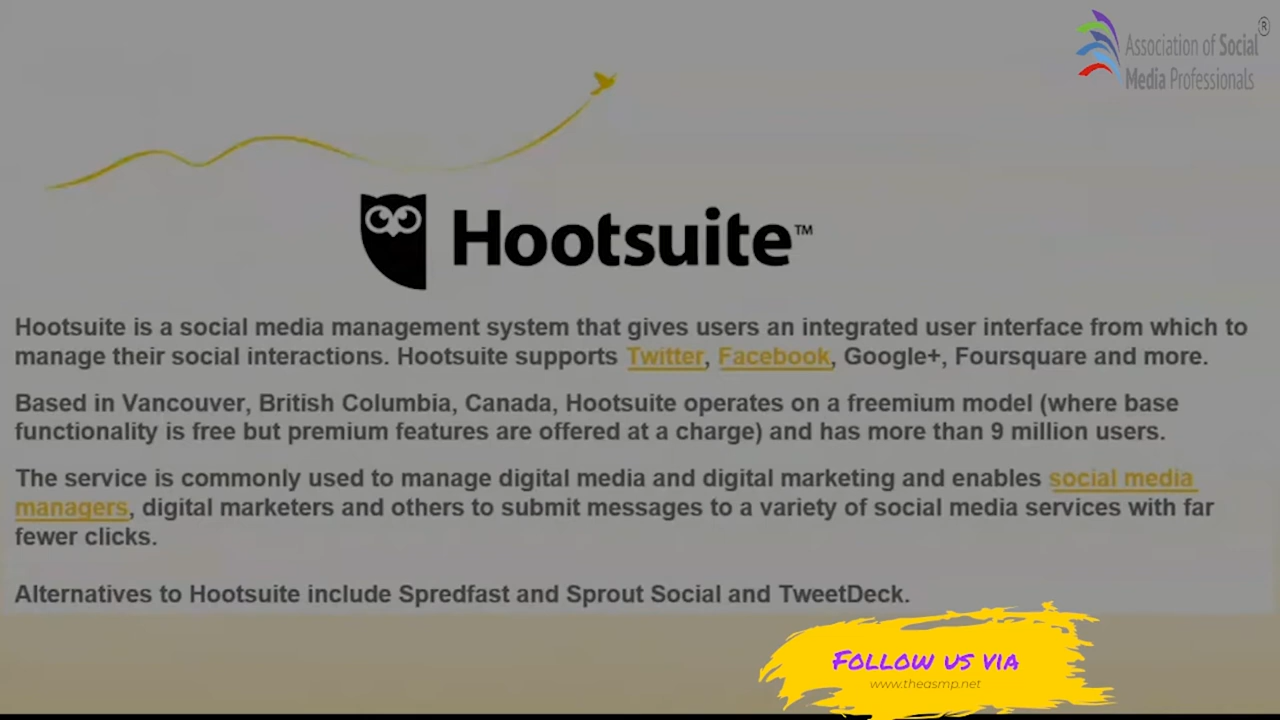 Association of Social ®
Media Professionals
Hootsuite™
Hootsuite is a social media management system that gives users an integrated user interface from which to
manage their social interactions. Hootsuite supports Twitter, Facebook, Google+, Foursquare and more.
Based in Vancouver, British Columbia, Canada, Hootsuite operates on a freemium model (where base
functionality is free but premium features are offered at a charge) and has more than 9 million users.
The service is commonly used to manage digital media and digital marketing and enables social media
managers, digital marketers and others to submit messages to a variety of social media services with far
fewer clicks.
Alternatives to Hootsuite include Spredfast and Sprout Social and TweetDeck.
Follow us via
www.theasmp.net